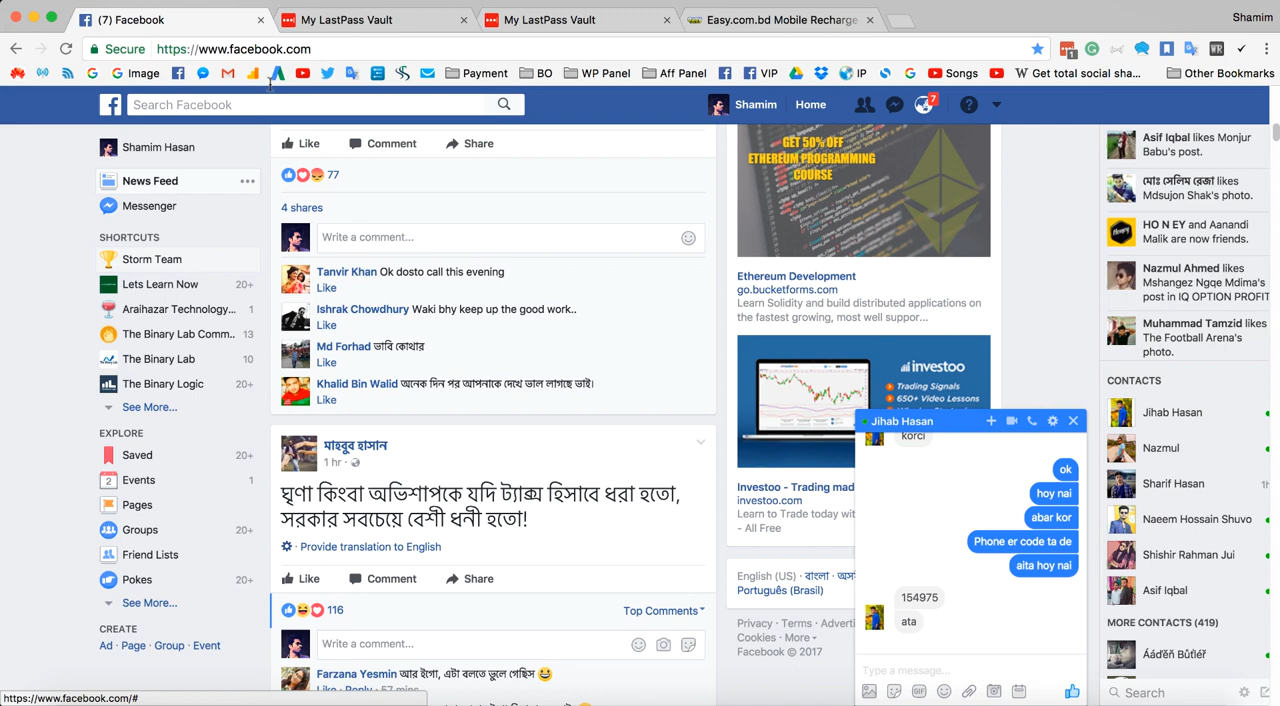 (7) Facebook
My LastPass Vault
My LastPass Vault
Easy.com.bd Mobile Recharge
Shamim
Secure
https://www.facebook.com
1
Image
Payment
BO
WP Panel
Aff Panel
VIP
IP
Songs
Get total social sha...
Other Bookmarks
Search Facebook
Shamim
Home
7
Shamim Hasan
News Feed
Messenger
SHORTCUTS
Storm Team
Lets Learn Now 20+
Araihazar Technology... 1
The Binary Lab Comm... 13
The Binary Lab 10
The Binary Logic 20+
See More...
EXPLORE
Saved 20+
Events 1
Pages
Groups
Friend Lists
Pokes 20+
See More...
CREATE
Ad · Page · Group · Event
https://www.facebook.com/#
Like Comment Share
77
4 shares
Write a comment...
Tanvir Khan Ok dosto call this evening
Like
Ishrak Chowdhury Waki bhy keep up the good work..
Like
Md Forhad ভাবি কোথার
Like
Khalid Bin Walid অনেক দিন পর আপনাকে দেখে ভাল লাগছে ভাই।
Like
মাহবুব হাসান
1 hr ·
ঘৃণা কিংবা অভিশাপকে যদি ট্যাক্স হিসাবে ধরা হতো,
সরকার সবচেয়ে বেশী ধনী হতো!
· Provide translation to English
Like Comment Share
116
Top Comments
Write a comment...
Farzana Yesmin আর ইগো, এটা বলতে ভুলে গেছিস
Like · Reply · 57 mins
GET 50% OFF
ETHEREUM PROGRAMMING
COURSE
Ethereum Development
go.bucketforms.com
Learn Solidity and build distributed applications on
the fastest growing, most well suppor...
investoo
Trading Signals
650+ Video Lessons
Investoo - Trading mad
investoo.com
Learn to Trade today wit
- All Free
English (US) · বাংলা · অসমী
Português (Brasil)
Privacy · Terms · Adverti
Cookies · More
Facebook © 2017
Jihab Hasan
korci
ok
hoy nai
abar kor
Phone er code ta de
aita hoy nai
154975
ata
Type a message...
Asif Iqbal likes Monjur
Babu's post.
মোঃ সেলিম রেজা likes
Mdsujon Shak's photo.
HO N EY and Aanandi
Malik are now friends.
Nazmul Ahmed likes
Mshangez Ngqe Mdima's
post in IQ OPTION PROFIT
Muhammad Tamzid likes
The Football Arena's
photo.
CONTACTS
Jihab Hasan
Nazmul
Sharif Hasan 1h
Naeem Hossain Shuvo
Shishir Rahman Jui
Asif Iqbal
MORE CONTACTS (419)
Search